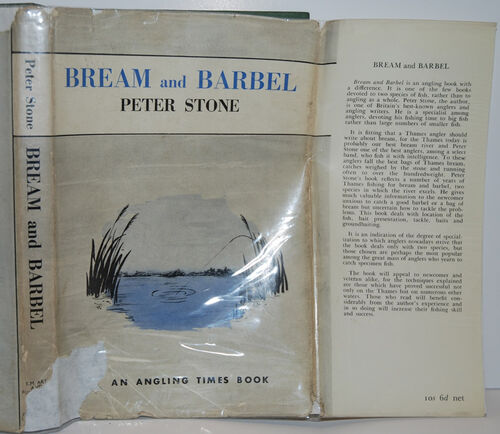 Peter Stone
BREAM and BARBEL
BREAM and BARBEL
PETER STONE
AN ANGLING TIMES BOOK
BREAM and BARBEL
Bream and Barbel is an angling book with
a difference. It is one of the few books
devoted to two species of fish, rather than to
angling as a whole. Peter Stone, the author,
is one of Britain's best-known anglers and
angling writers. He is a specialist among
anglers, devoting his fishing time to big fish
rather than large numbers of smaller fish.
It is fitting that a Thames angler should
write about bream, for the Thames today is
probably our best bream river and Peter
Stone one of the best anglers, among a select
band, who fish it with intelligence. To these
anglers fall the best bags of Thames bream,
catches weighed by the stone and running
often to over the hundredweight. Peter
Stone's book reflects a number of years of
Thames fishing for bream and barbel, two
species in which the river excels. He gives
much valuable information to the newcomer
anxious to catch a good barbel or a bag of
bream but uncertain how to tackle the prob-
lems. This book deals with location of the
fish, bait presentation, tackle, baits and
groundbaiting.
It is an indication of the degree of special-
isation to which anglers nowadays strive that
the book deals only with two species, but
those chosen are perhaps the most popular
among the great mass of anglers who yearn to
catch specimen fish.
The book will appeal to newcomer and
veteran alike, for the techniques explained
are those which have proved successful not
only on the Thames but on numerous other
waters. Those who read will benefit consi-
derably from the author's experience and
in so doing will increase their fishing skill
and success.
10s 6d net